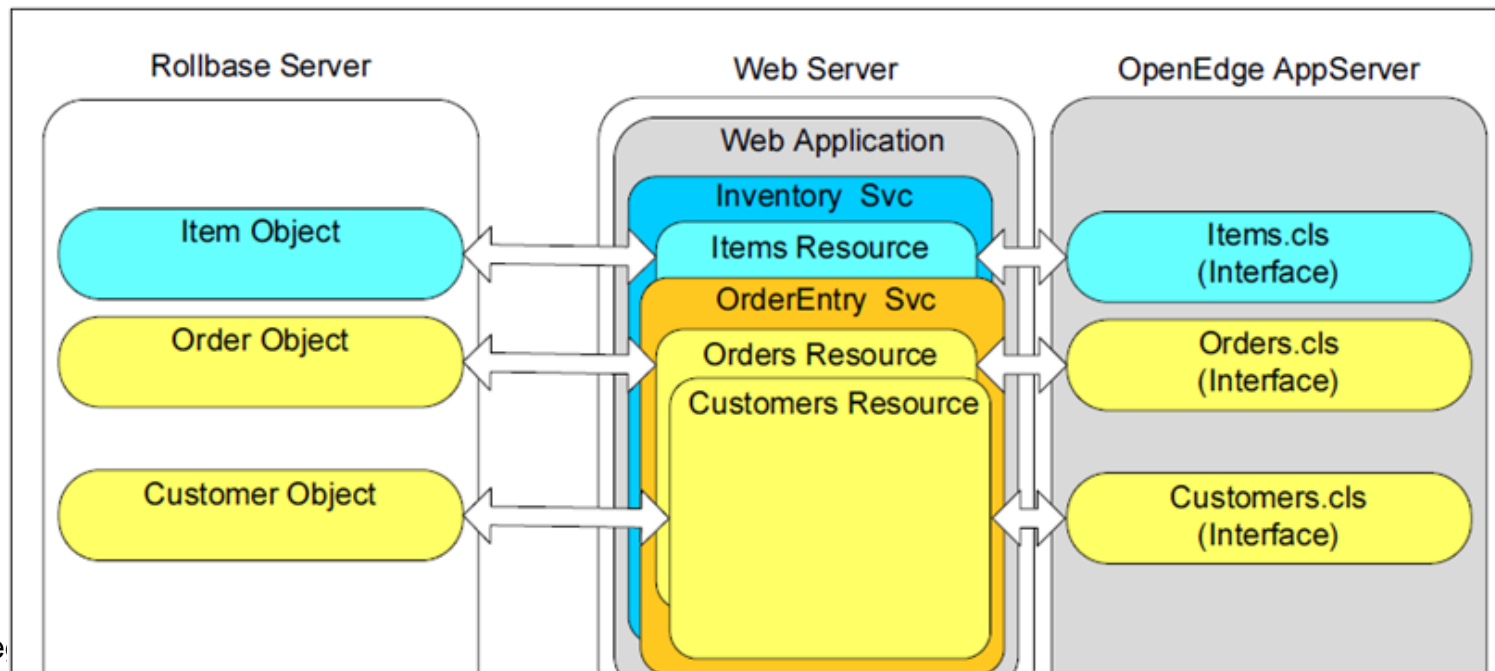 Rollbase Server
Web Server
OpenEdge AppServer
Web Application
Inventory Svc
Item Object
Items Resource
Items.cls
(Interface)
OrderEntry Svc
Order Object
Orders Resource
Orders.cls
(Interface)
Customers Resource
Customer Object
Customers.cls
(Interface)